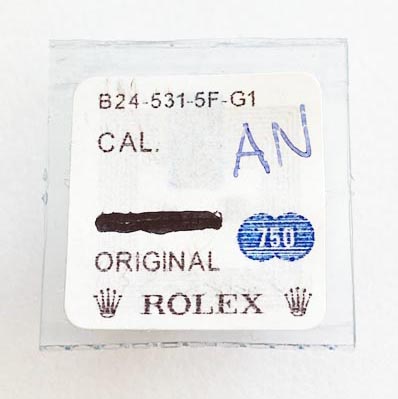 B24-531-5F-G1
CAL.
AN
750
ORIGINAL
ROLEX